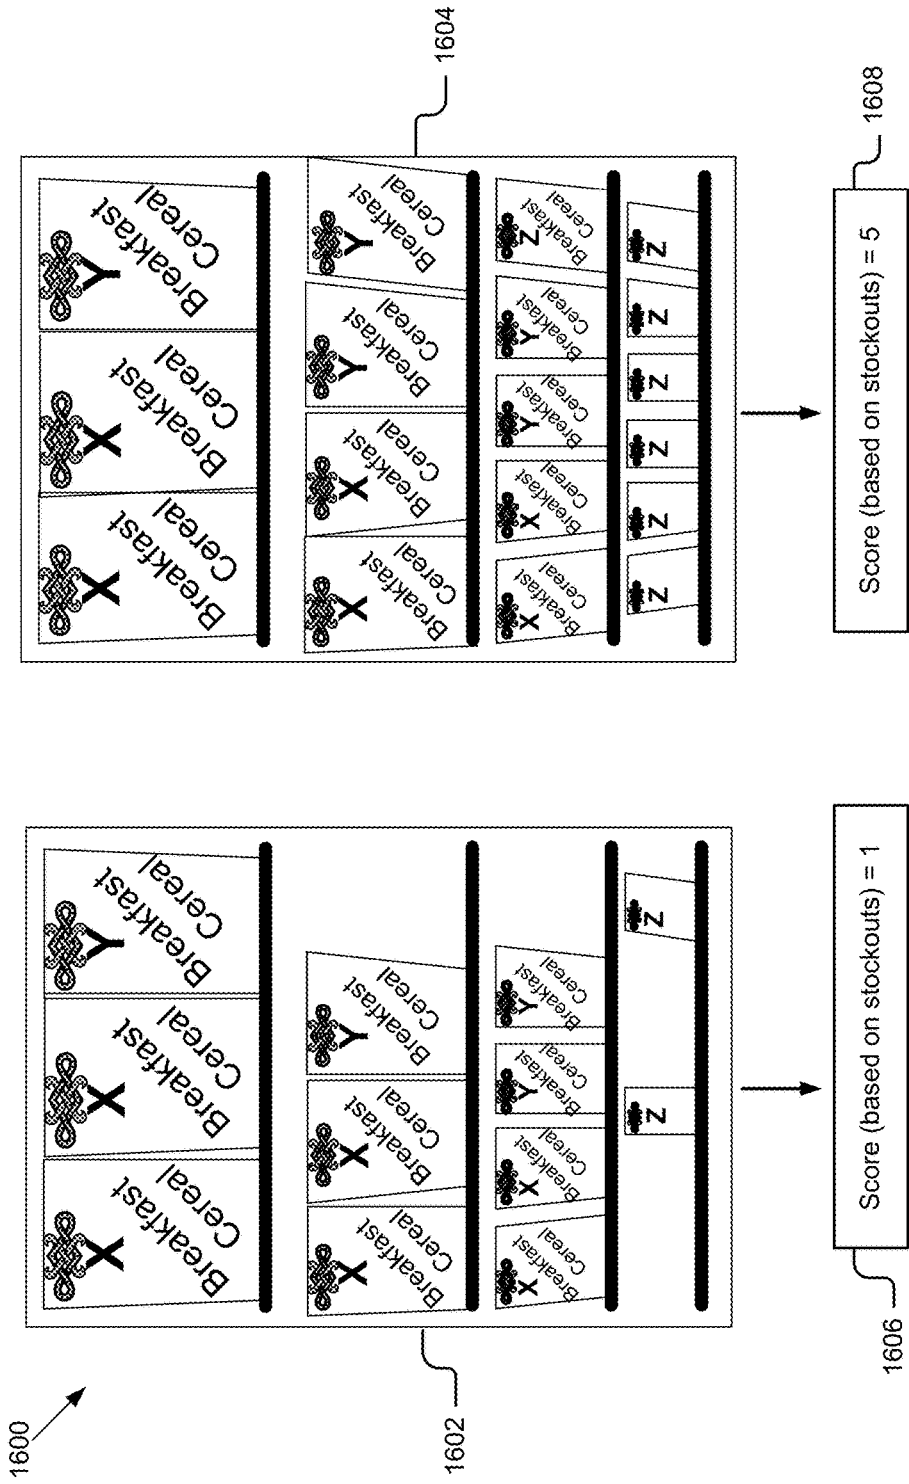 1600
X
Breakfast
Cereal
X
Breakfast
Cereal
Y
Breakfast
Cereal
X
Breakfast
Cereal
X
Breakfast
Cereal
Y
Breakfast
Cereal
X
Breakfast
Cereal
X
Breakfast
Cereal
Y
Breakfast
Cereal
Y
Breakfast
Cereal
Z
Z
1602
1606
Score (based on stockouts) = 1
X
Breakfast
Cereal
X
Breakfast
Cereal
Y
Breakfast
Cereal
X
Breakfast
Cereal
X
Breakfast
Cereal
Y
Breakfast
Cereal
Y
Breakfast
Cereal
X
Breakfast
Cereal
X
Breakfast
Cereal
Y
Breakfast
Cereal
Y
Breakfast
Cereal
Z
Breakfast
Cereal
Z
Z
Z
Z
Z
Z
1604
Score (based on stockouts) = 5
1608